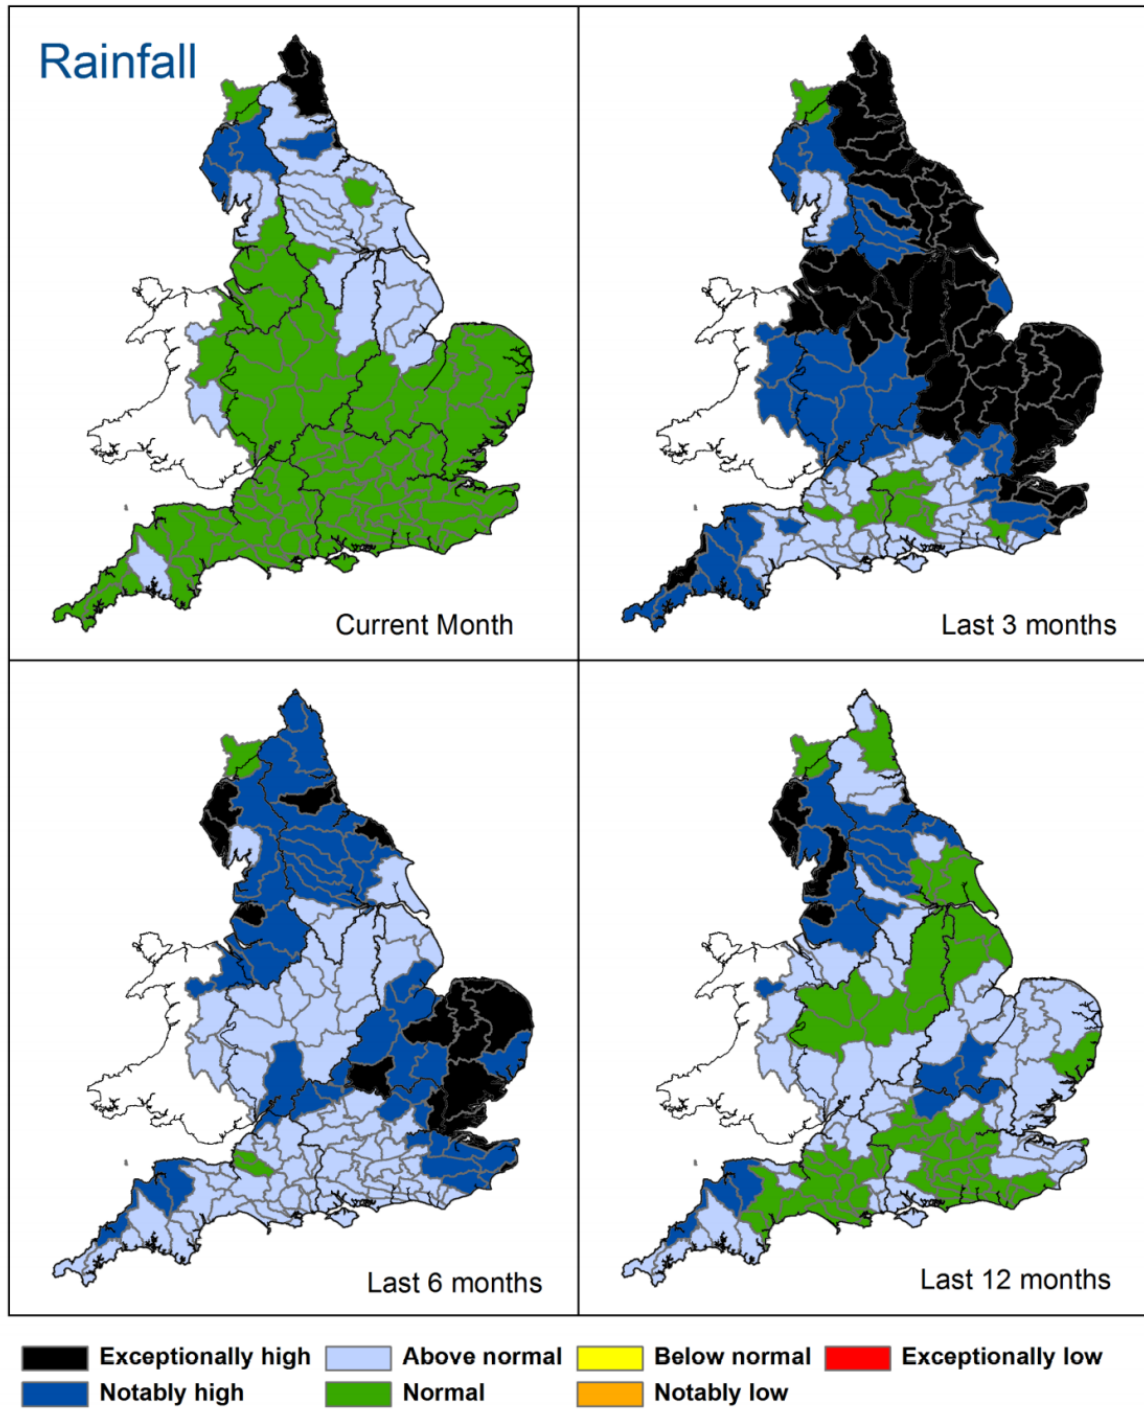 Rainfall
Current Month
Last 3 months
Last 6 months
Last 12 months
Exceptionally high
Above normal
Below normal
Exceptionally low
Notably high
Normal
Notably low